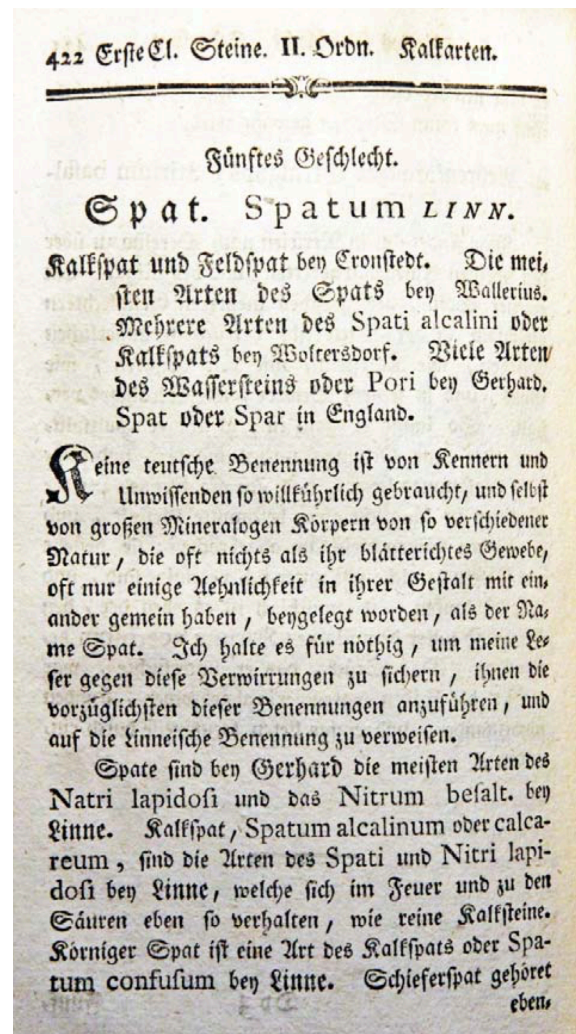 422 Erste Cl. Steine. II. Ordn. Kalkarten.
Fünftes Geschlecht.
Spat. Spatum LINN.
Kalkspat und Feldspat bey Cronstedt. Die mei-
sten Arten des Spats bey Wallerius.
Mehrere Arten des Spati alcalini oder
Kalkspats bey Woltersdorf. Viele Arten
des Wassersteins oder Pori bey Gerhard.
Spat oder Spar in England.
Keine teutsche Benennung ist von Kennern und
Unwissenden so willkührlich gebraucht, und selbst
von großen Mineralogen Körpern von so verschiedener
Natur, die oft nichts als ihr blätterichtes Gewebe,
oft nur einige Aehnlichkeit in ihrer Gestalt mit ein-
ander gemein haben, beygelegt worden, als der Na-
me Spat. Ich halte es für nöthig, um meine Le-
ser gegen diese Verwirrungen zu sichern, ihnen die
vorzüglichsten dieser Benennungen anzuführen, und
auf die Linneische Benennung zu verweisen.
Spate sind bey Gerhard die meisten Arten des
Natri lapidosi und das Nitrum besalt. bey
Linne. Kalkspat, Spatum alcalinum oder calca-
reum, sind die Arten des Spati und Nitri lapi-
dosi bey Linne, welche sich im Feuer und zu den
Säuren eben so verhalten, wie reine Kalksteine.
Körniger Spat ist eine Art des Kalkspats oder Spa-
tum confusum bey Linne. Schieferspat gehöret
eben-